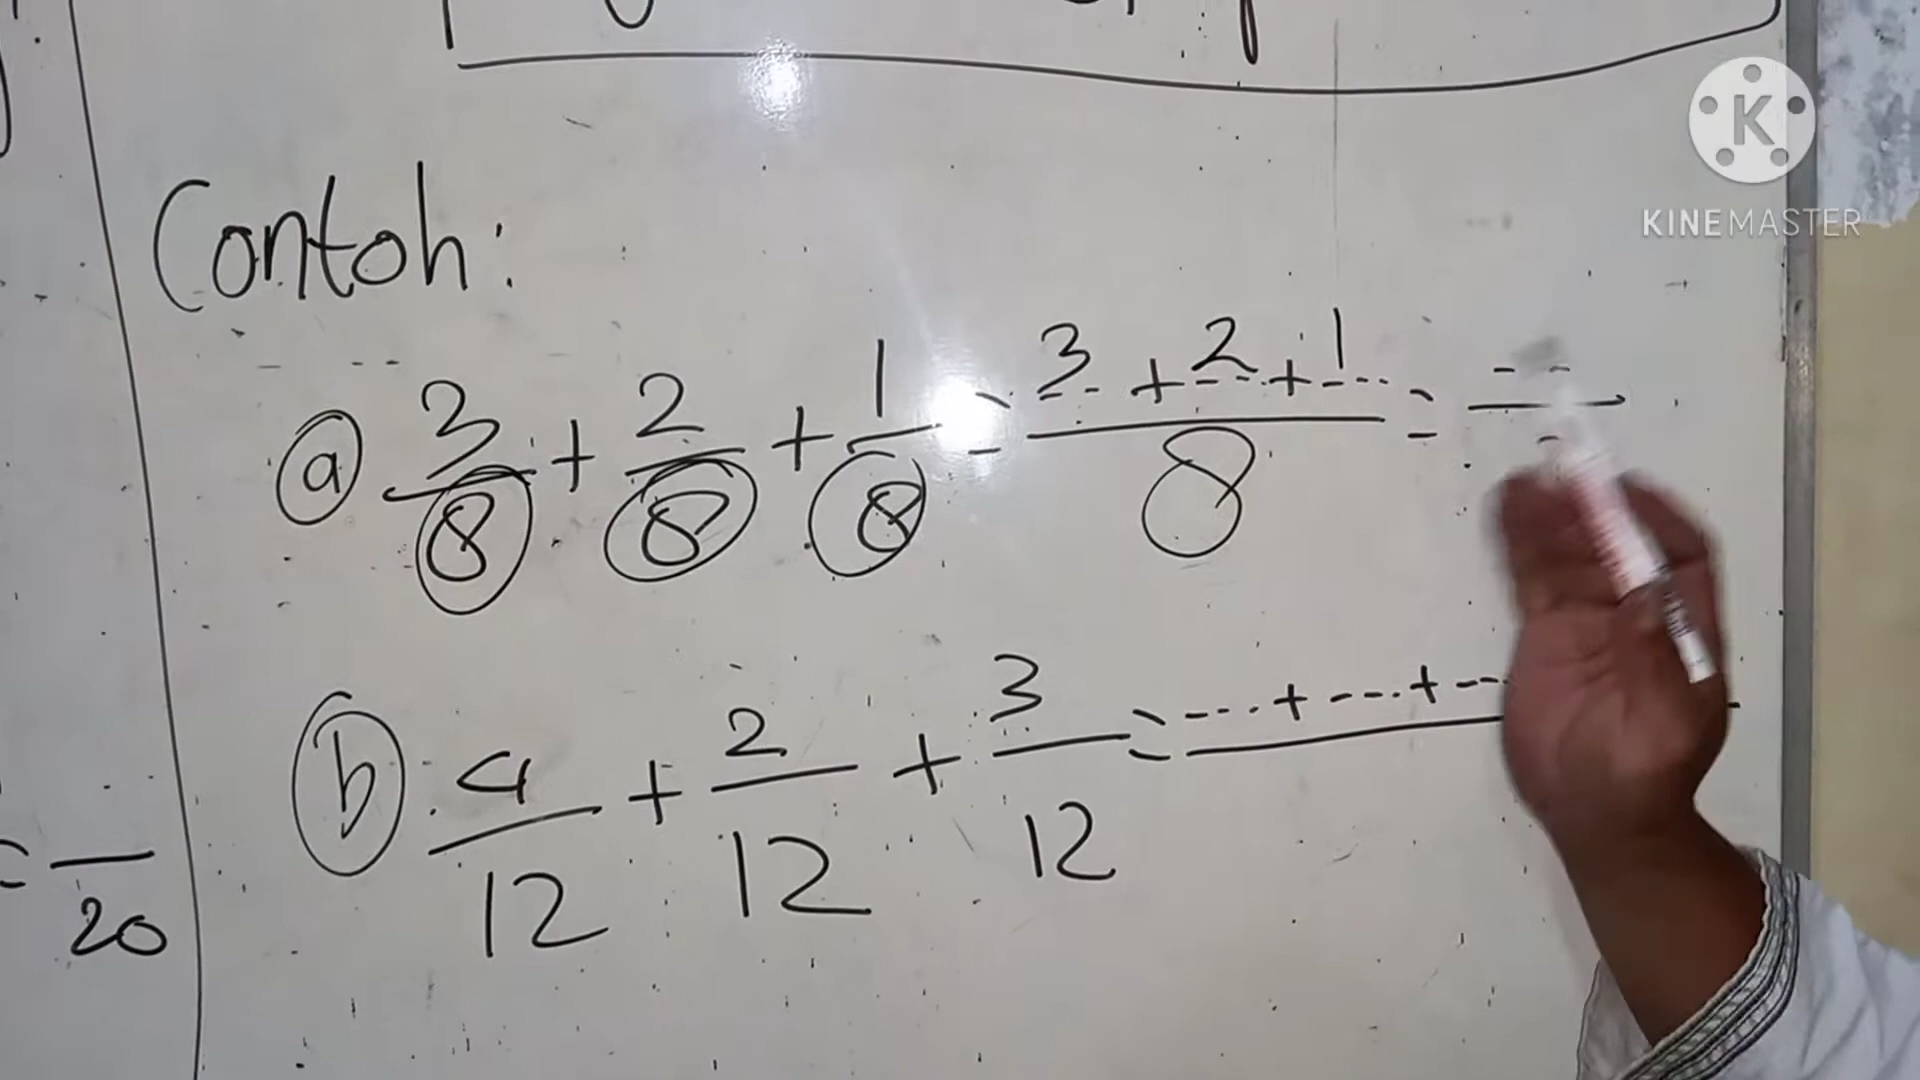 K
KINEMASTER
Contoh:
a 3/8 + 2/8 + 1/8 = 3 + 2 + 1 / 8 = --/--
b 4/12 + 2/12 + 3/12 = ... + ... + ...
= /20